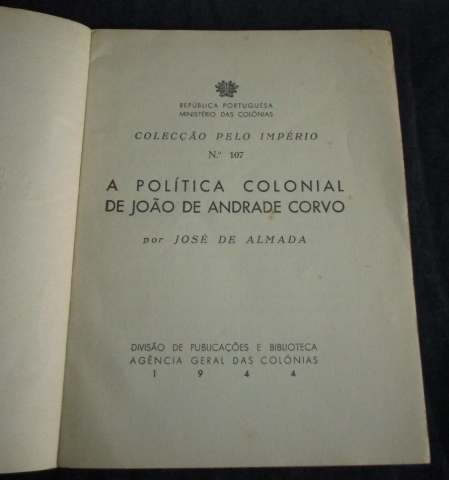 REPÚBLICA PORTUGUESA
MINISTÉRIO DAS COLÓNIAS
COLECÇÃO PELO IMPÉRIO
N.º 107
A POLÍTICA COLONIAL
DE JOÃO DE ANDRADE CORVO
por JOSÉ DE ALMADA
DIVISÃO DE PUBLICAÇÕES E BIBLIOTECA
AGÊNCIA GERAL DAS COLÓNIAS
1 9 4 4